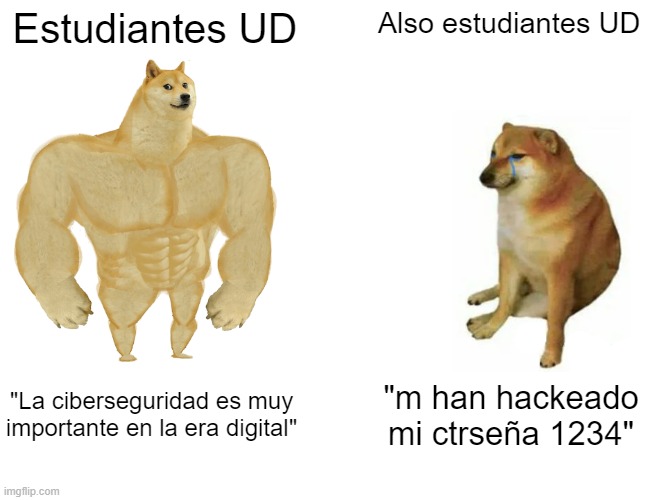 Estudiantes UD
Also estudiantes UD
"La ciberseguridad es muy
importante en la era digital"
"m han hackeado
mi ctrseña 1234"
imgflip.com